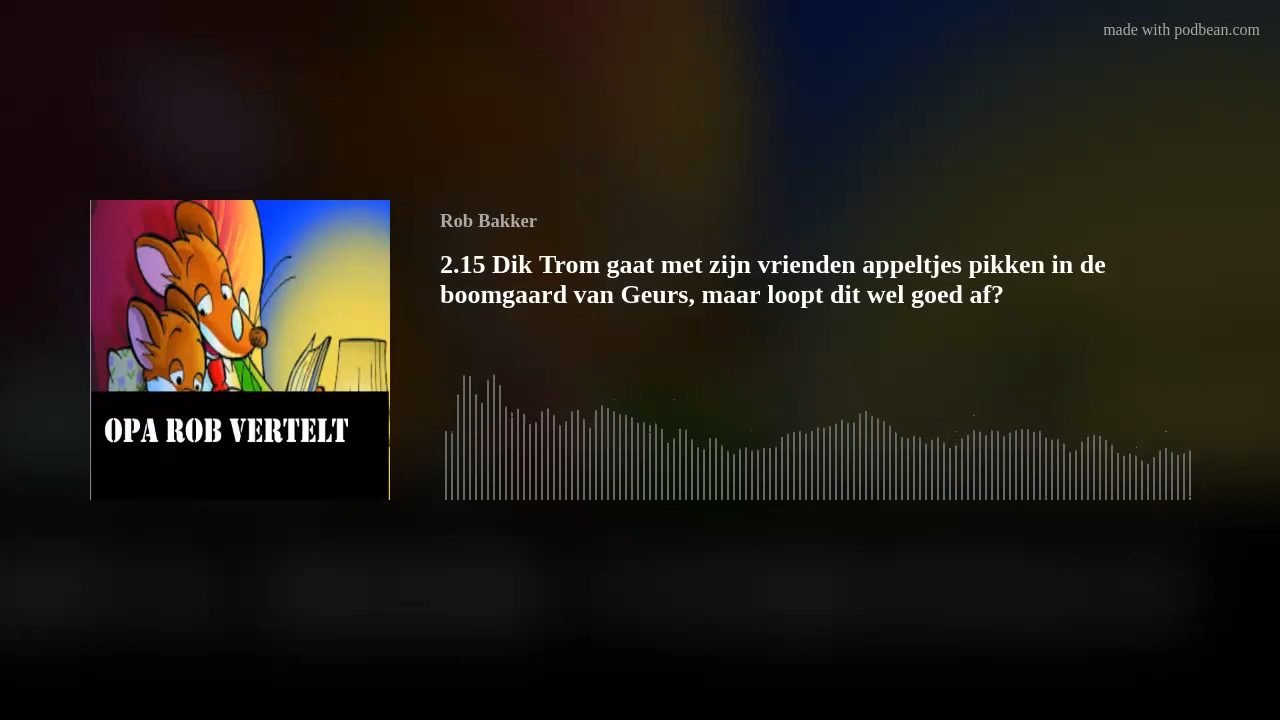 made with podbean.com
Rob Bakker
2.15 Dik Trom gaat met zijn vrienden appeltjes pikken in de
boomgaard van Geurs, maar loopt dit wel goed af?
OPA ROB VERTELT